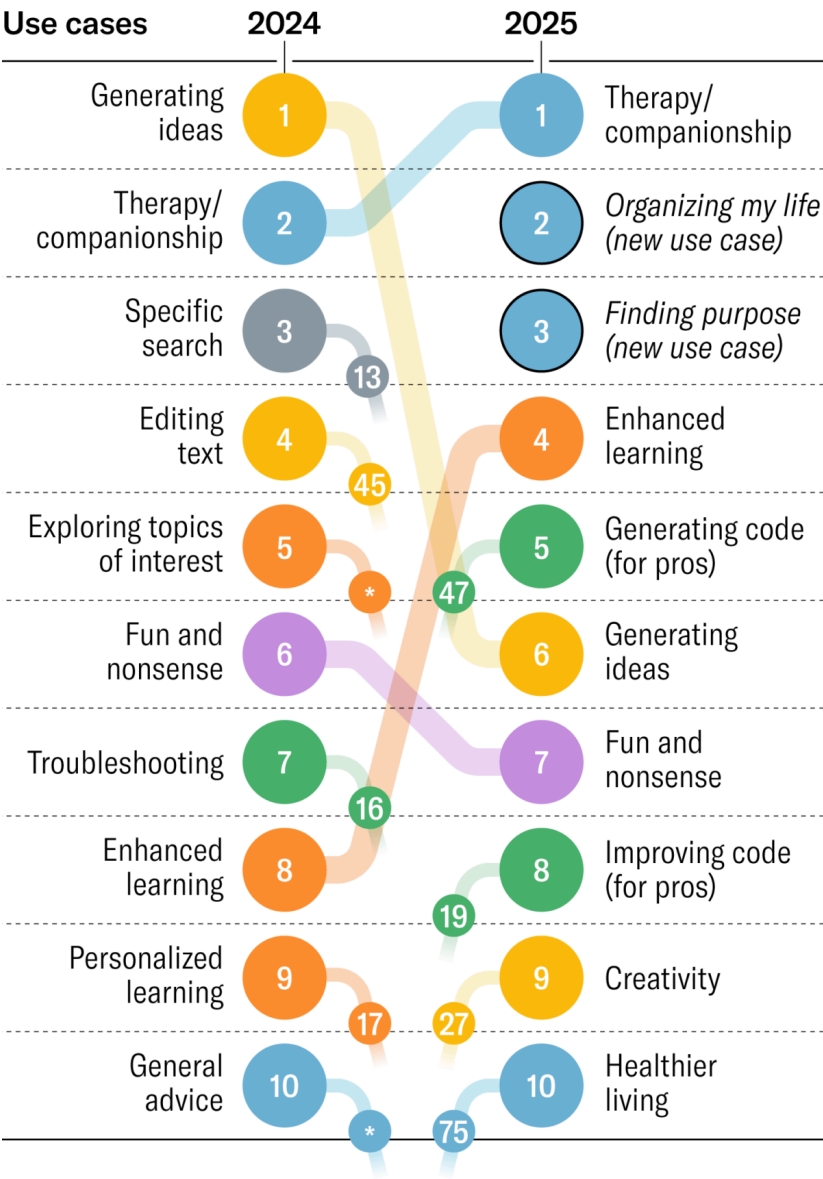 Use cases 2024 2025
Generating
ideas
1
1
Therapy/
companionship
Therapy/
companionship
2
2
Organizing my life
(new use case)
Specific
search
3
13
3
Finding purpose
(new use case)
Editing
text
4
45
4
Enhanced
learning
Exploring topics
of interest
5
*
47
5
Generating code
(for pros)
Fun and
nonsense
6
6
Generating
ideas
Troubleshooting
7
16
7
Fun and
nonsense
Enhanced
learning
8
19
8
Improving code
(for pros)
Personalized
learning
9
17
27
9
Creativity
General
advice
10
*
75
10
Healthier
living